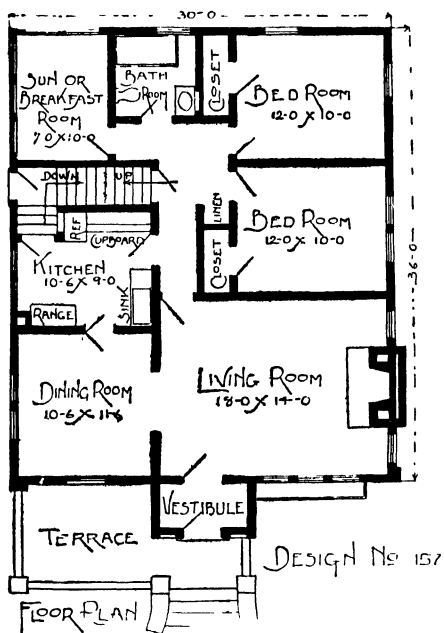 30-0
SUN OR
BREAKFAST
ROOM
7-0 X 10-0
BATH
ROOM
CLOSET
BED ROOM
12-0 X 10-0
DOWN
UP
REF
CUPBOARD
LINEN
CLOSET
BED ROOM
12-0 X 10-0
36-0
KITCHEN
10-6 X 9-0
SINK
RANGE
DINING ROOM
10-6 X 11-6
LIVING ROOM
18-0 X 14-0
VESTIBULE
TERRACE
DESIGN No 157
FLOOR PLAN